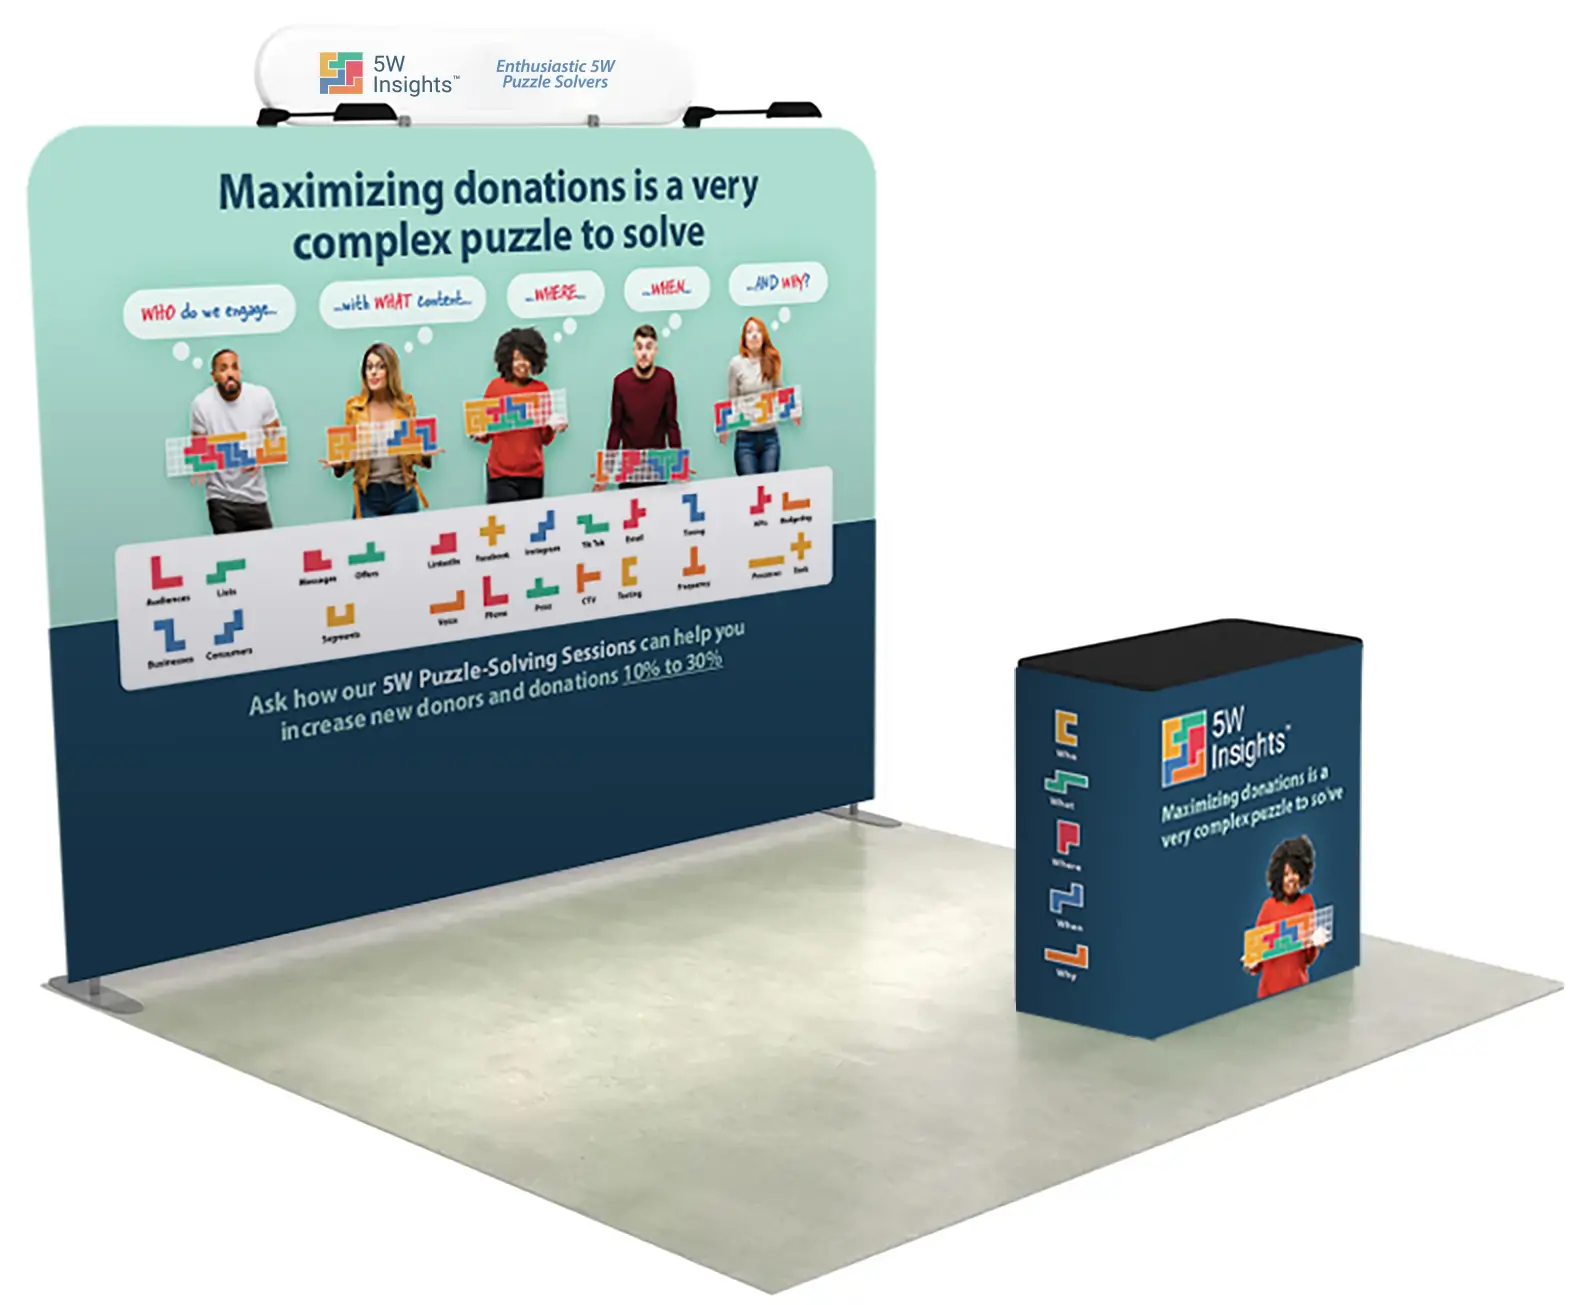 5W
Insights™
Enthusiastic 5W
Puzzle Solvers
Maximizing donations is a very
complex puzzle to solve
WHO do we engage...
...with WHAT content...
...WHERE...
...WHEN...
...AND WHY?
Audiences
Lists
Messages
Offers
LinkedIn
Facebook
Instagram
Tik Tok
Email
Timing
KPIs
Budgeting
Businesses
Consumers
Segments
Voice
Phone
Print
CTV
Texting
Frequency
Processes
Tools
Ask how our 5W Puzzle-Solving Sessions can help you
increase new donors and donations 10% to 30%
Who
What
Where
When
Why
5W
Insights™
Maximizing donations is a
very complex puzzle to solve